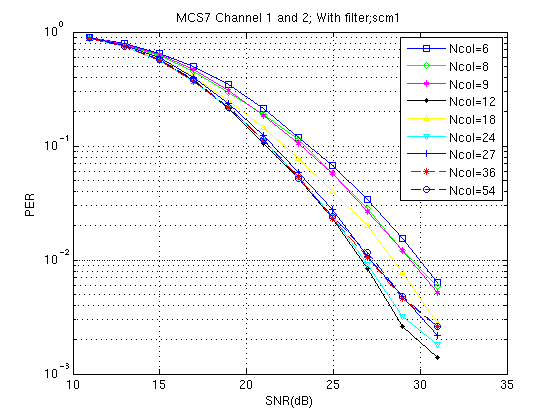 MCS7 Channel 1 and 2; With filter;scm1
10^0
10^-1
10^-2
10^-3
PER
10
15
20
25
30
35
SNR(dB)
Ncol=6
Ncol=8
Ncol=9
Ncol=12
Ncol=18
Ncol=24
Ncol=27
Ncol=36
Ncol=54